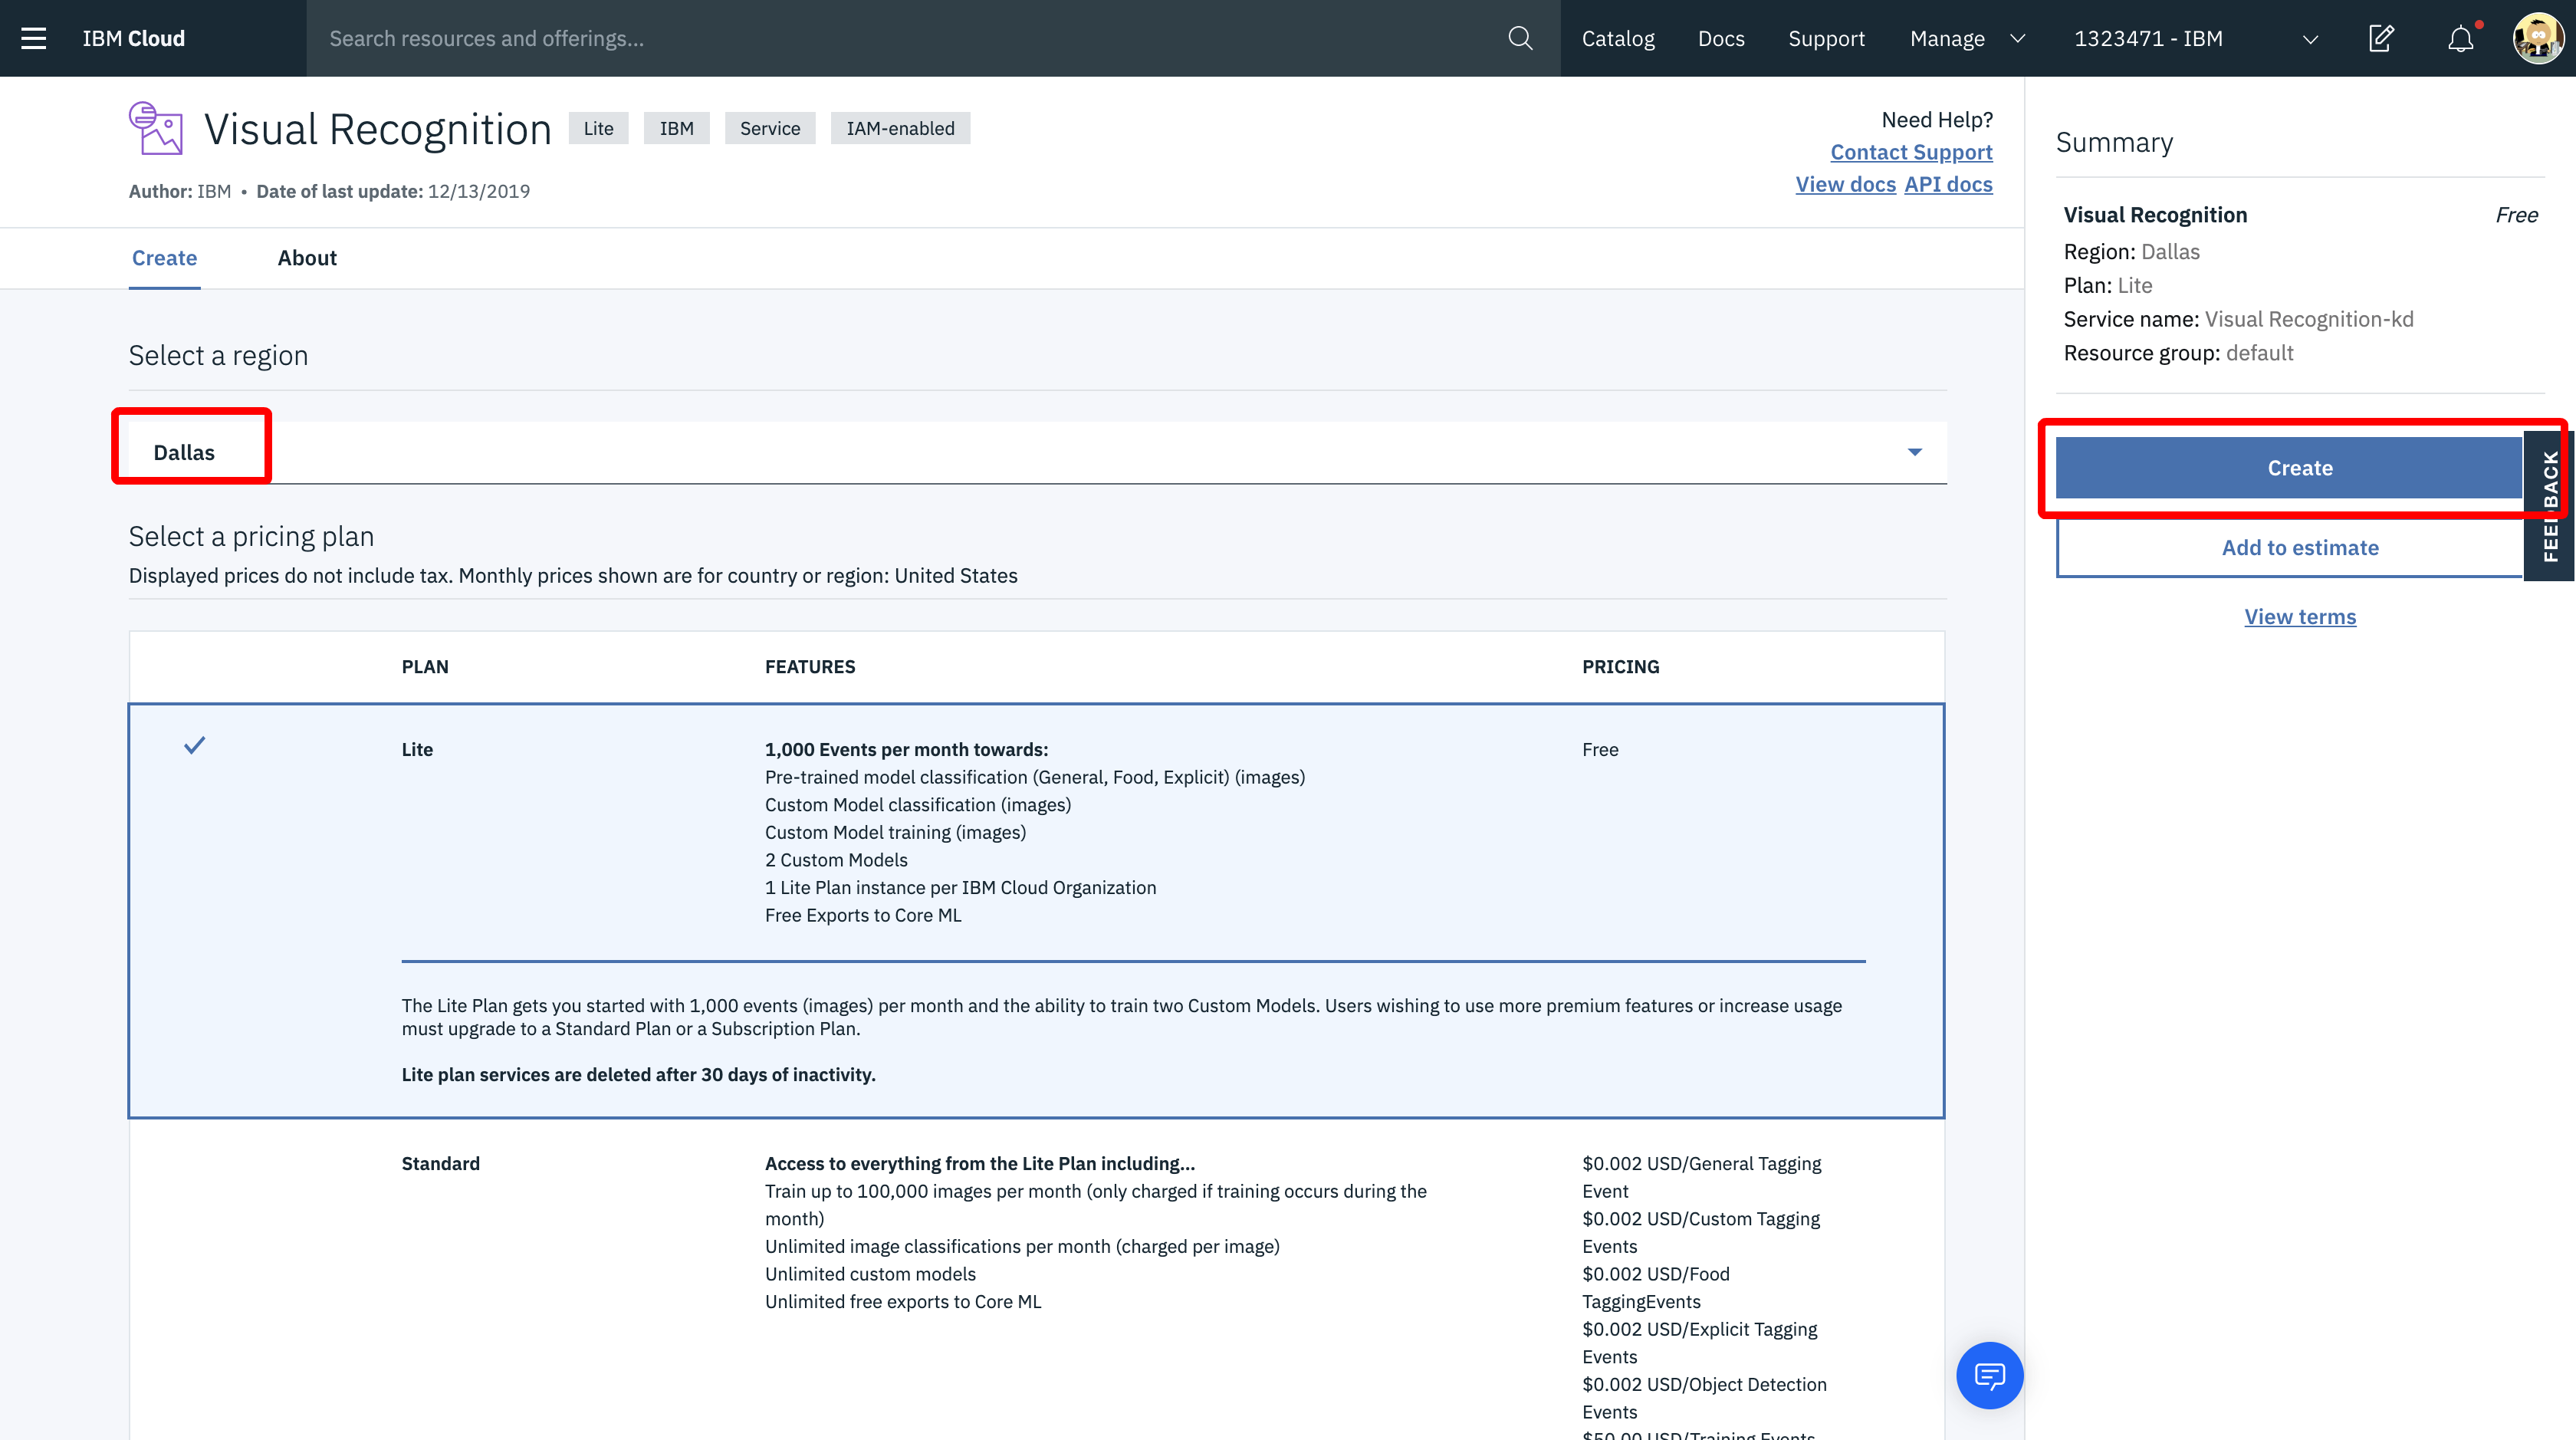 IBM Cloud
Search resources and offerings...
Catalog
Docs
Support
Manage
1323471 - IBM
Visual Recognition
Lite
IBM
Service
IAM-enabled
Author: IBM • Date of last update: 12/13/2019
Need Help?
Contact Support
View docs API docs
Create
About
Select a region
Dallas
Select a pricing plan
Displayed prices do not include tax. Monthly prices shown are for country or region: United States
PLAN
FEATURES
PRICING
Lite
1,000 Events per month towards:
Pre-trained model classification (General, Food, Explicit) (images)
Custom Model classification (images)
Custom Model training (images)
2 Custom Models
1 Lite Plan instance per IBM Cloud Organization
Free Exports to Core ML
Free
The Lite Plan gets you started with 1,000 events (images) per month and the ability to train two Custom Models. Users wishing to use more premium features or increase usage
must upgrade to a Standard Plan or a Subscription Plan.
Lite plan services are deleted after 30 days of inactivity.
Standard
Access to everything from the Lite Plan including...
Train up to 100,000 images per month (only charged if training occurs during the
month)
Unlimited image classifications per month (charged per image)
Unlimited custom models
Unlimited free exports to Core ML
$0.002 USD/General Tagging
Event
$0.002 USD/Custom Tagging
Events
$0.002 USD/Food
TaggingEvents
$0.002 USD/Explicit Tagging
Events
$0.002 USD/Object Detection
Events
$50.00 USD/Training Events
Summary
Visual Recognition
Free
Region: Dallas
Plan: Lite
Service name: Visual Recognition-kd
Resource group: default
Create
Add to estimate
View terms
FEEDBACK